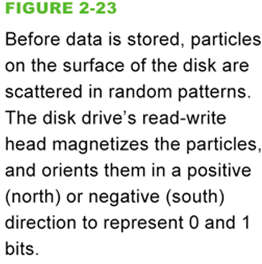 FIGURE 2-23
Before data is stored, particles
on the surface of the disk are
scattered in random patterns.
The disk drive’s read-write
head magnetizes the particles,
and orients them in a positive
(north) or negative (south)
direction to represent 0 and 1
bits.